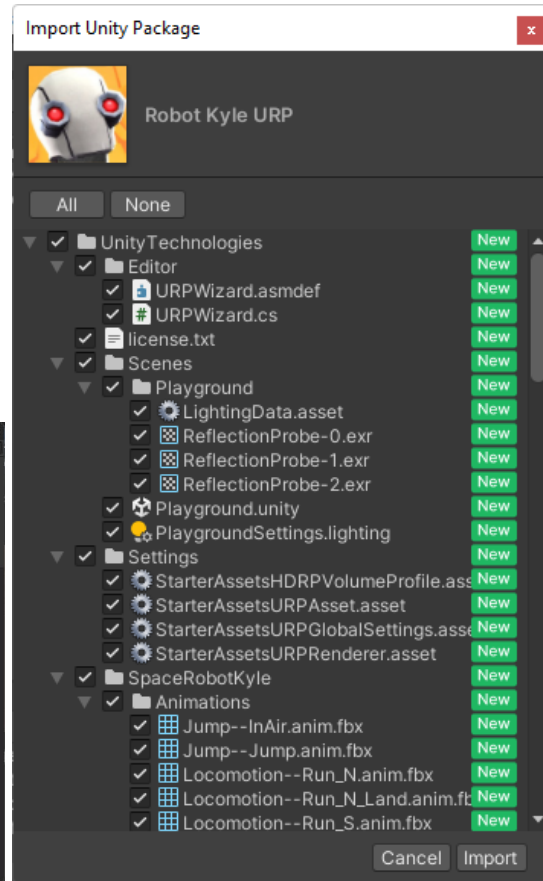 Import Unity Package
x
Robot Kyle URP
All None
UnityTechnologies New
Editor New
URPWizard.asmdef New
# URPWizard.cs New
license.txt New
Scenes New
Playground New
LightingData.asset New
ReflectionProbe-0.exr New
ReflectionProbe-1.exr New
ReflectionProbe-2.exr New
Playground.unity New
PlaygroundSettings.lighting New
Settings New
StarterAssetsHDRPVolumeProfile.ass New
StarterAssetsURPAsset.asset New
StarterAssetsURPGlobalSettings.asse New
StarterAssetsURPRenderer.asset New
SpaceRobotKyle New
Animations New
Jump--InAir.anim.fbx New
Jump--Jump.anim.fbx New
Locomotion--Run_N.anim.fbx New
Locomotion--Run_N_Land.anim.fb New
Locomotion--Run_S.anim.fbx New
Cancel Import